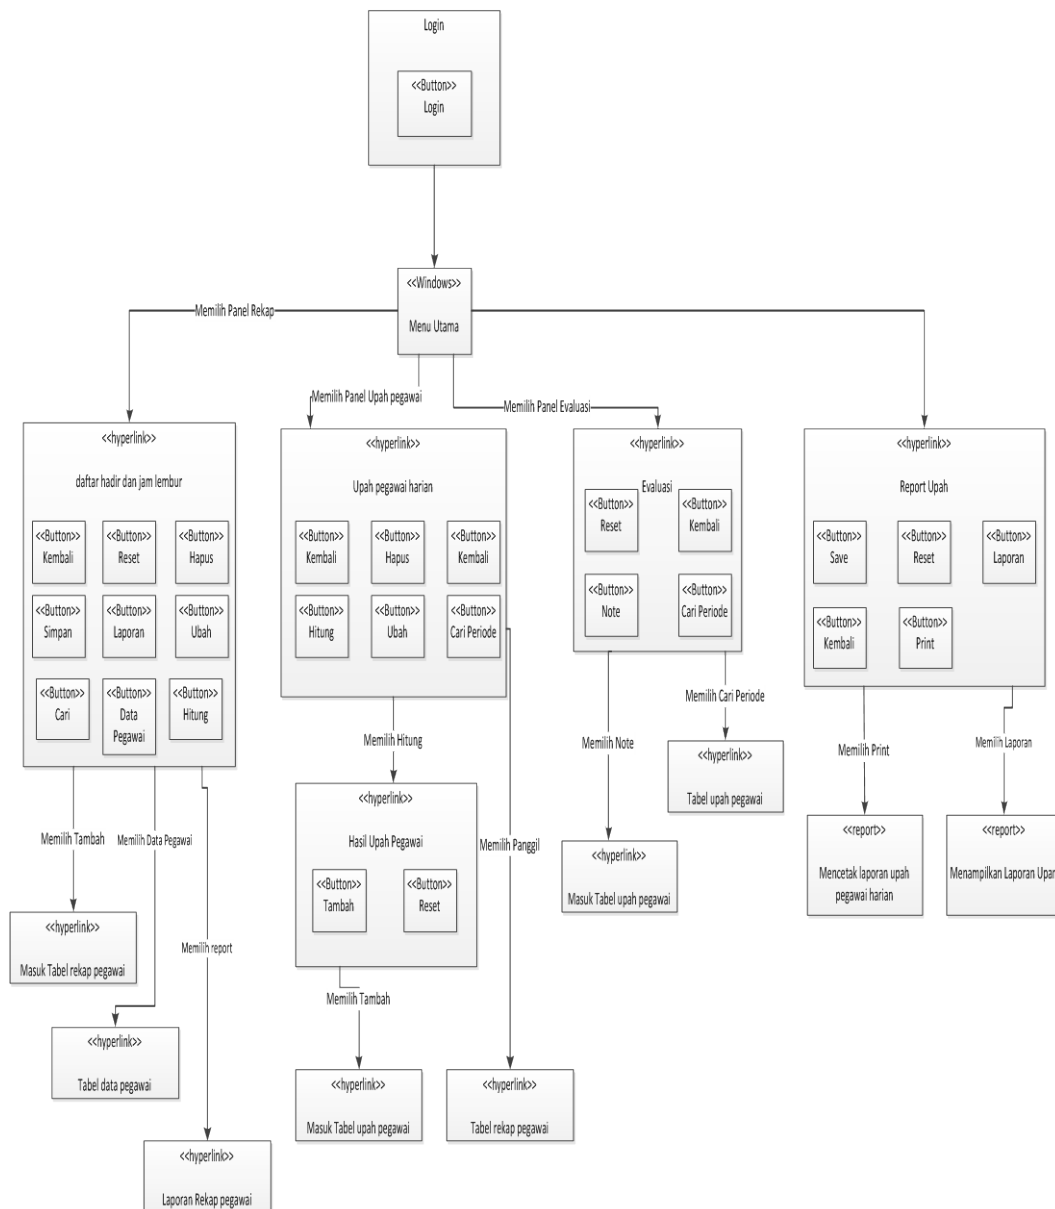 Login
<<Button>>
Login
<<Windows>>
Menu Utama
Memilih Panel Rekap
Memilih Panel Upah pegawai
Memilih Panel Evaluasi
<<hyperlink>>
daftar hadir dan jam lembur
<<Button>>
Kembali
<<Button>>
Reset
<<Button>>
Hapus
<<Button>>
Simpan
<<Button>>
Laporan
<<Button>>
Ubah
<<Button>>
Cari
<<Button>>
Data
Pegawai
<<Button>>
Hitung
<<hyperlink>>
Upah pegawai harian
<<Button>>
Kembali
<<Button>>
Hapus
<<Button>>
Kembali
<<Button>>
Hitung
<<Button>>
Ubah
<<Button>>
Cari Periode
<<hyperlink>>
Evaluasi
<<Button>>
Reset
<<Button>>
Kembali
<<Button>>
Note
<<Button>>
Cari Periode
<<hyperlink>>
Report Upah
<<Button>>
Save
<<Button>>
Reset
<<Button>>
Laporan
<<Button>>
Kembali
<<Button>>
Print
Memilih Tambah
Memilih Data Pegawai
Memilih report
Memilih Hitung
Memilih Panggil
Memilih Note
Memilih Cari Periode
Memilih Print
Memilih Laporan
<<hyperlink>>
Masuk Tabel rekap pegawai
<<hyperlink>>
Tabel data pegawai
<<hyperlink>>
Laporan Rekap pegawai
<<hyperlink>>
Hasil Upah Pegawai
<<Button>>
Tambah
<<Button>>
Reset
Memilih Tambah
<<hyperlink>>
Masuk Tabel upah pegawai
<<hyperlink>>
Tabel rekap pegawai
<<hyperlink>>
Masuk Tabel upah pegawai
<<hyperlink>>
Tabel upah pegawai
<<report>>
Mencetak laporan upah
pegawai harian
<<report>>
Menampilkan Laporan Upah